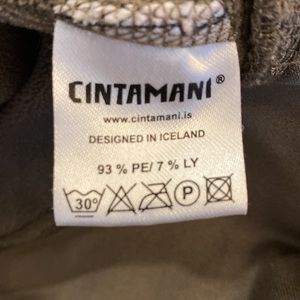 CINTAMANI®
www.cintamani.is
DESIGNED IN ICELAND
93 % PE/ 7 % LY
30° P